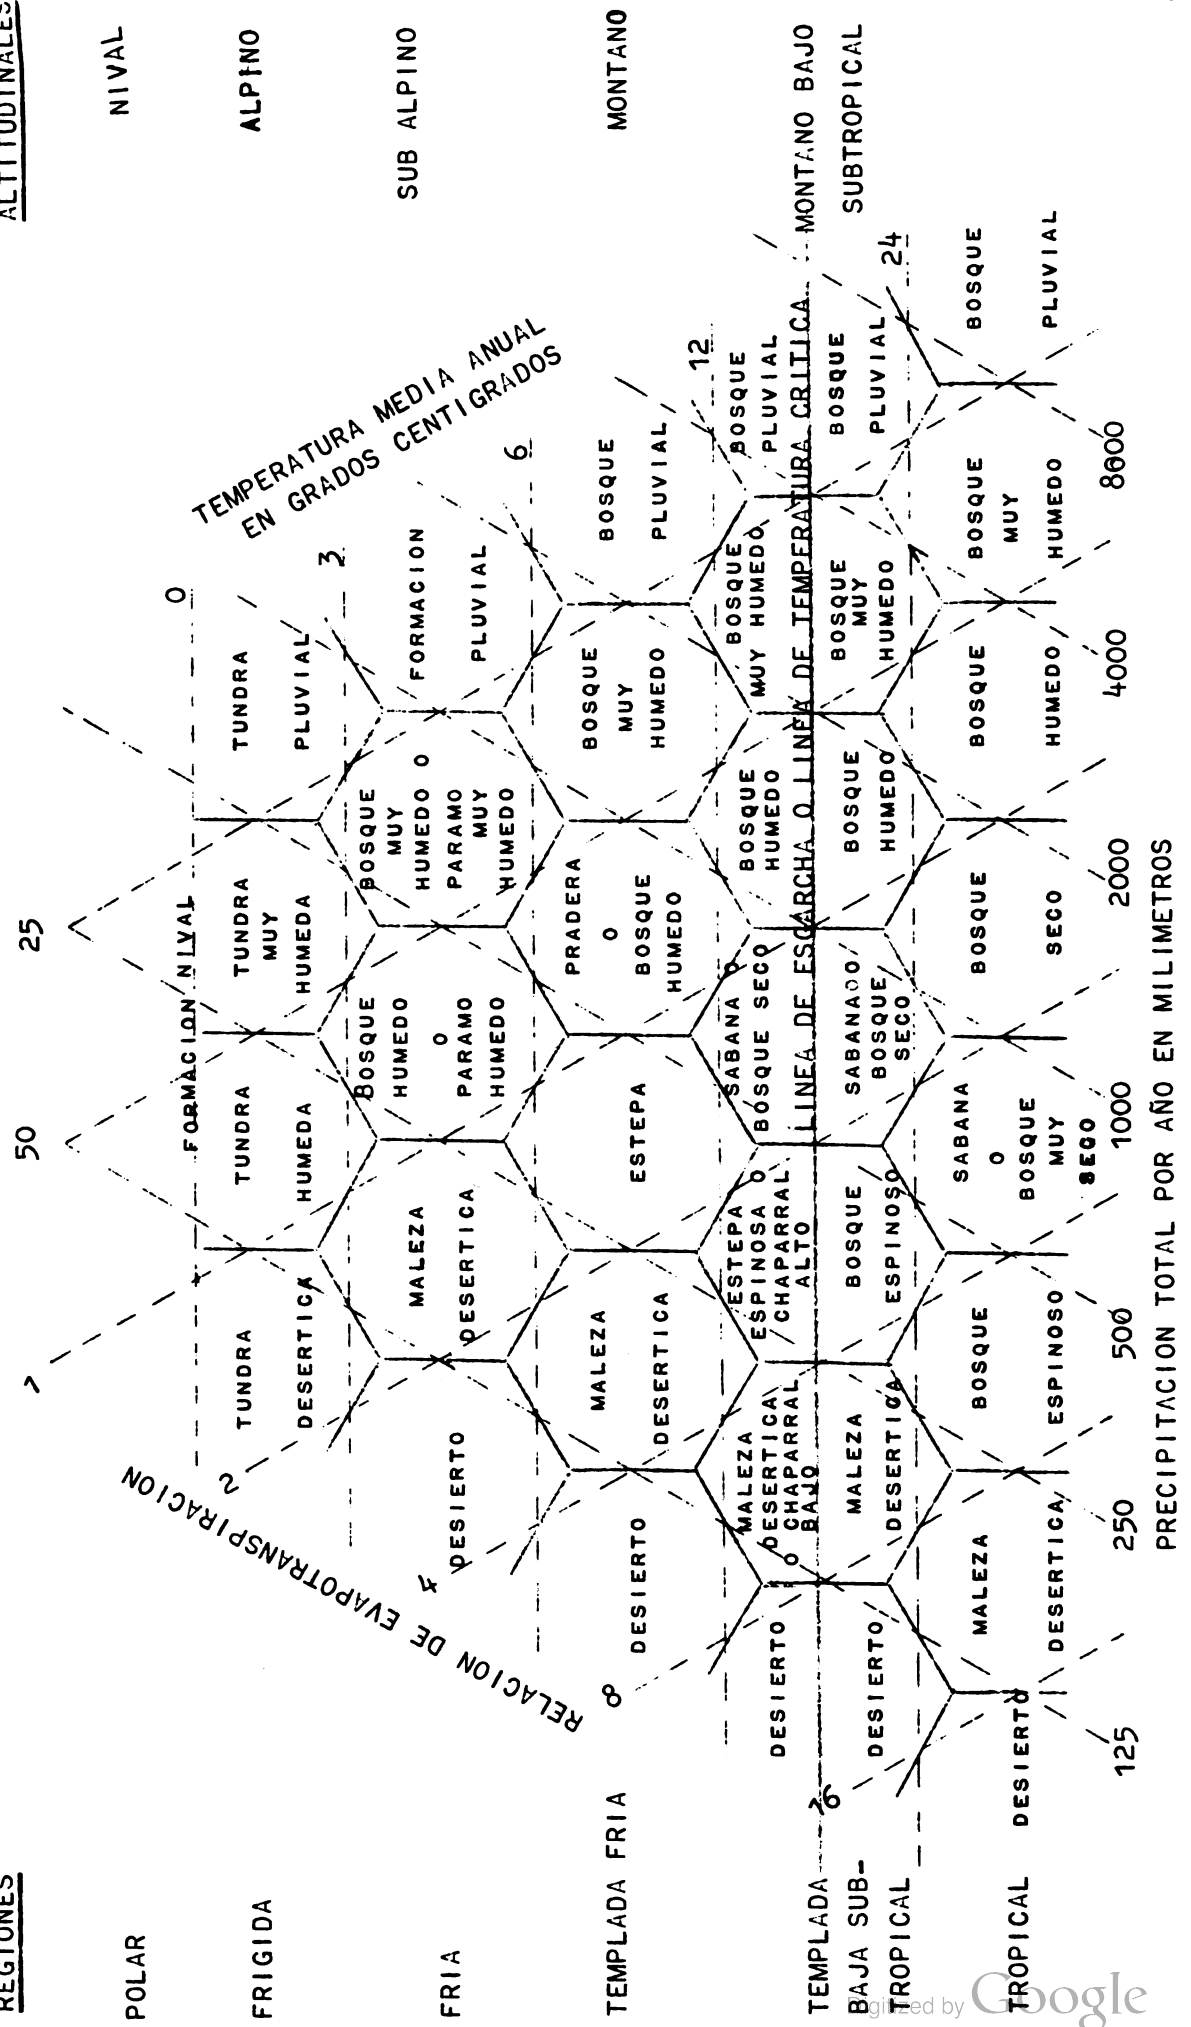 REGIONES
ALTITUDINALES
1
50
25
POLAR
NIVAL
RELACION DE EVAPOTRANSPIRACION
FORMACION NIVAL
0
TEMPERATURA MEDIA ANUAL
EN GRADOS CENTIGRADOS
FRIGIDA
2
TUNDRA
DESERTICA
TUNDRA
HUMEDA
TUNDRA
MUY
HUMEDA
TUNDRA
PLUVIAL
ALPINO
3
FRIA
4
DESIERTO
MALEZA
DESERTICA
BOSQUE
HUMEDO
O
PARAMO
HUMEDO
BOSQUE
MUY
HUMEDO O
PARAMO
MUY
HUMEDO
FORMACION
PLUVIAL
SUB ALPINO
6
TEMPLADA FRIA
8
DESIERTO
MALEZA
DESERTICA
ESTEPA
PRADERA
O
BOSQUE
HUMEDO
BOSQUE
MUY
HUMEDO
BOSQUE
PLUVIAL
MONTANO
12
DESIERTO
MALEZA
DESERTICA
O CHAPARRAL
BAJO
ESTEPA
ESPINOSA O
CHAPARRAL
ALTO
SABANA O
BOSQUE SECO
BOSQUE
HUMEDO
BOSQUE
MUY HUMEDO
BOSQUE
PLUVIAL
TEMPLADA
BAJA SUB-
TROPICAL
16
LINEA DE ESCARCHA O LINEA DE TEMPERATURA CRITICA
MONTANO BAJO
SUBTROPICAL
DESIERTO
MALEZA
DESERTICA
BOSQUE
ESPINOSO
SABANA O
BOSQUE
SECO
BOSQUE
HUMEDO
BOSQUE
MUY
HUMEDO
BOSQUE
PLUVIAL
24
TROPICAL
DESIERTO
MALEZA
DESERTICA
BOSQUE
ESPINOSO
SABANA
O
BOSQUE
MUY
SECO
BOSQUE
SECO
BOSQUE
HUMEDO
BOSQUE
MUY
HUMEDO
BOSQUE
PLUVIAL
125
250
500
1000
2000
4000
8000
PRECIPITACION TOTAL POR AÑO EN MILIMETROS
Digitized by Google